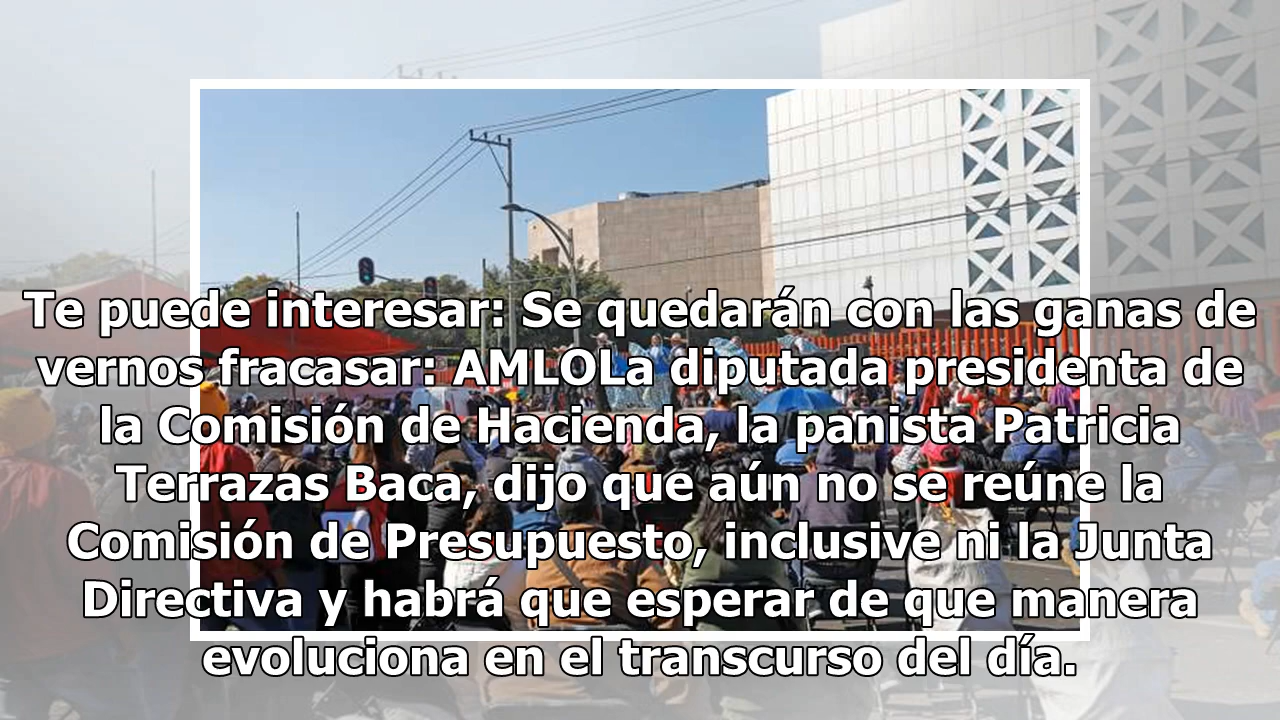 Te puede interesar: Se quedarán con las ganas de
vernos fracasar: AMLOLa diputada presidenta de
la Comisión de Hacienda, la panista Patricia
Terrazas Baca, dijo que aún no se reúne la
Comisión de Presupuesto, inclusive ni la Junta
Directiva y habrá que esperar de que manera
evoluciona en el transcurso del día.